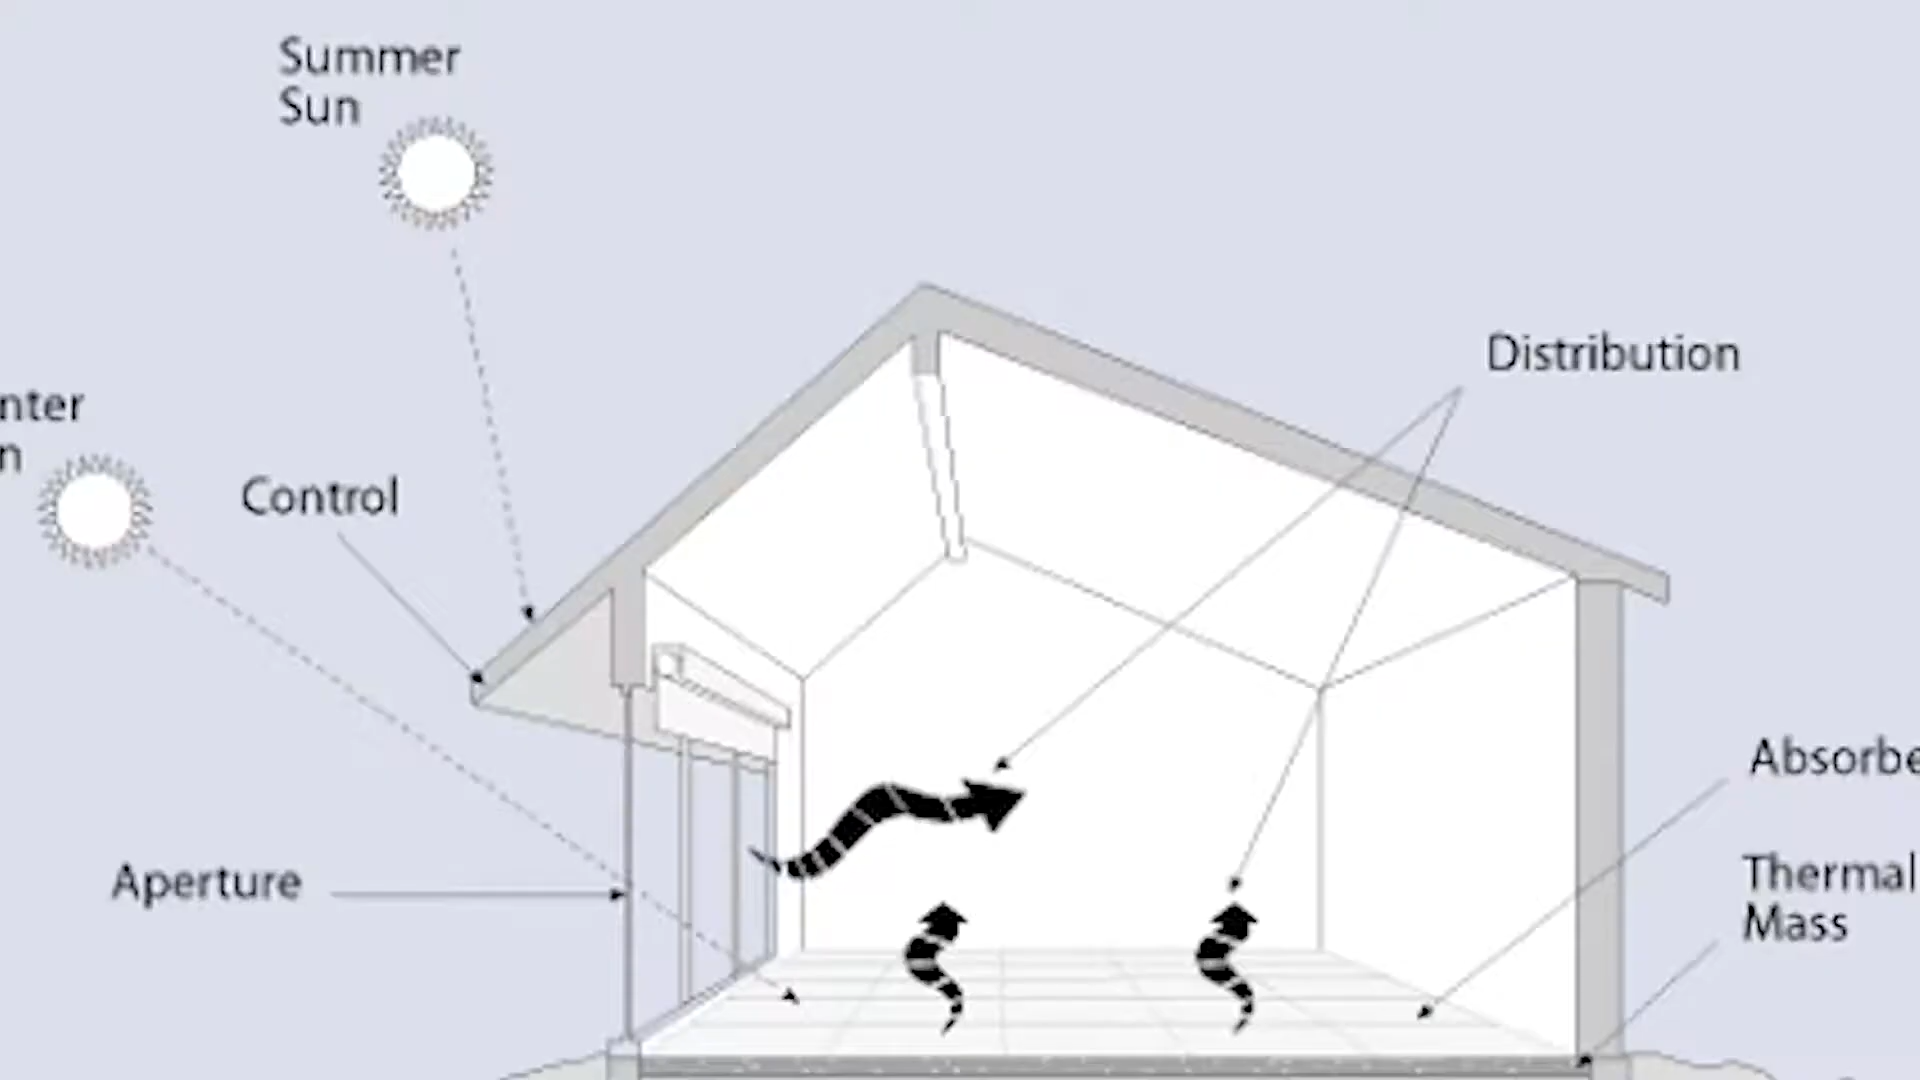 Summer
Sun
Distribution
nter
n
Control
Absorbe
Thermal
Mass
Aperture